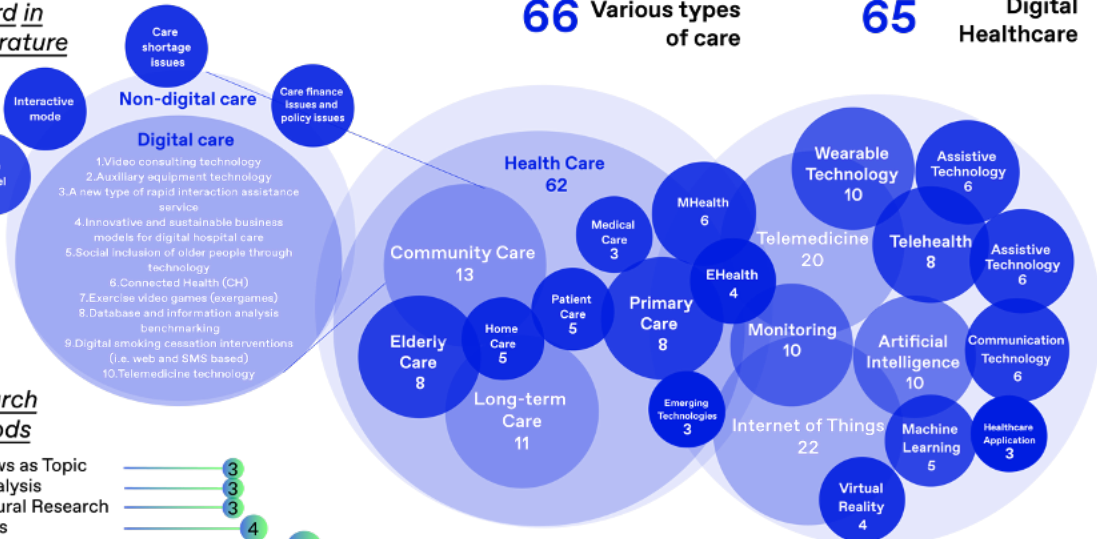 rd in
rature
Care
shortage
issues
Interactive
mode
el
Care finance
issues and
policy issues
Non-digital care
Digital care
1.Video consulting technology
2.Auxiliary equipment technology
3.A new type of rapid interaction assistance
service
4.Innovative and sustainable business
models for digital hospital care
5.Social inclusion of older people through
technology
6.Connected Health (CH)
7.Exercise video games (exergames)
8.Database and information analysis
benchmarking
9.Digital smoking cessation interventions
(i.e. web and SMS based)
10.Telemedicine technology
rch
ods
ws as Topic
3
alysis
3
ural Research
3
s
4
66 Various types
of care
Health Care
62
Community Care
13
Elderly
Care
8
Home
Care
5
Long-term
Care
11
Patient
Care
5
Medical
Care
3
MHealth
6
Primary
Care
8
EHealth
4
Emerging
Technologies
3
65 Digital
Healthcare
Wearable
Technology
10
Assistive
Technology
6
Telemedicine
20
Telehealth
8
Assistive
Technology
6
Monitoring
10
Artificial
Intelligence
10
Communication
Technology
6
Internet of Things
22
Machine
Learning
5
Healthcare
Application
3
Virtual
Reality
4